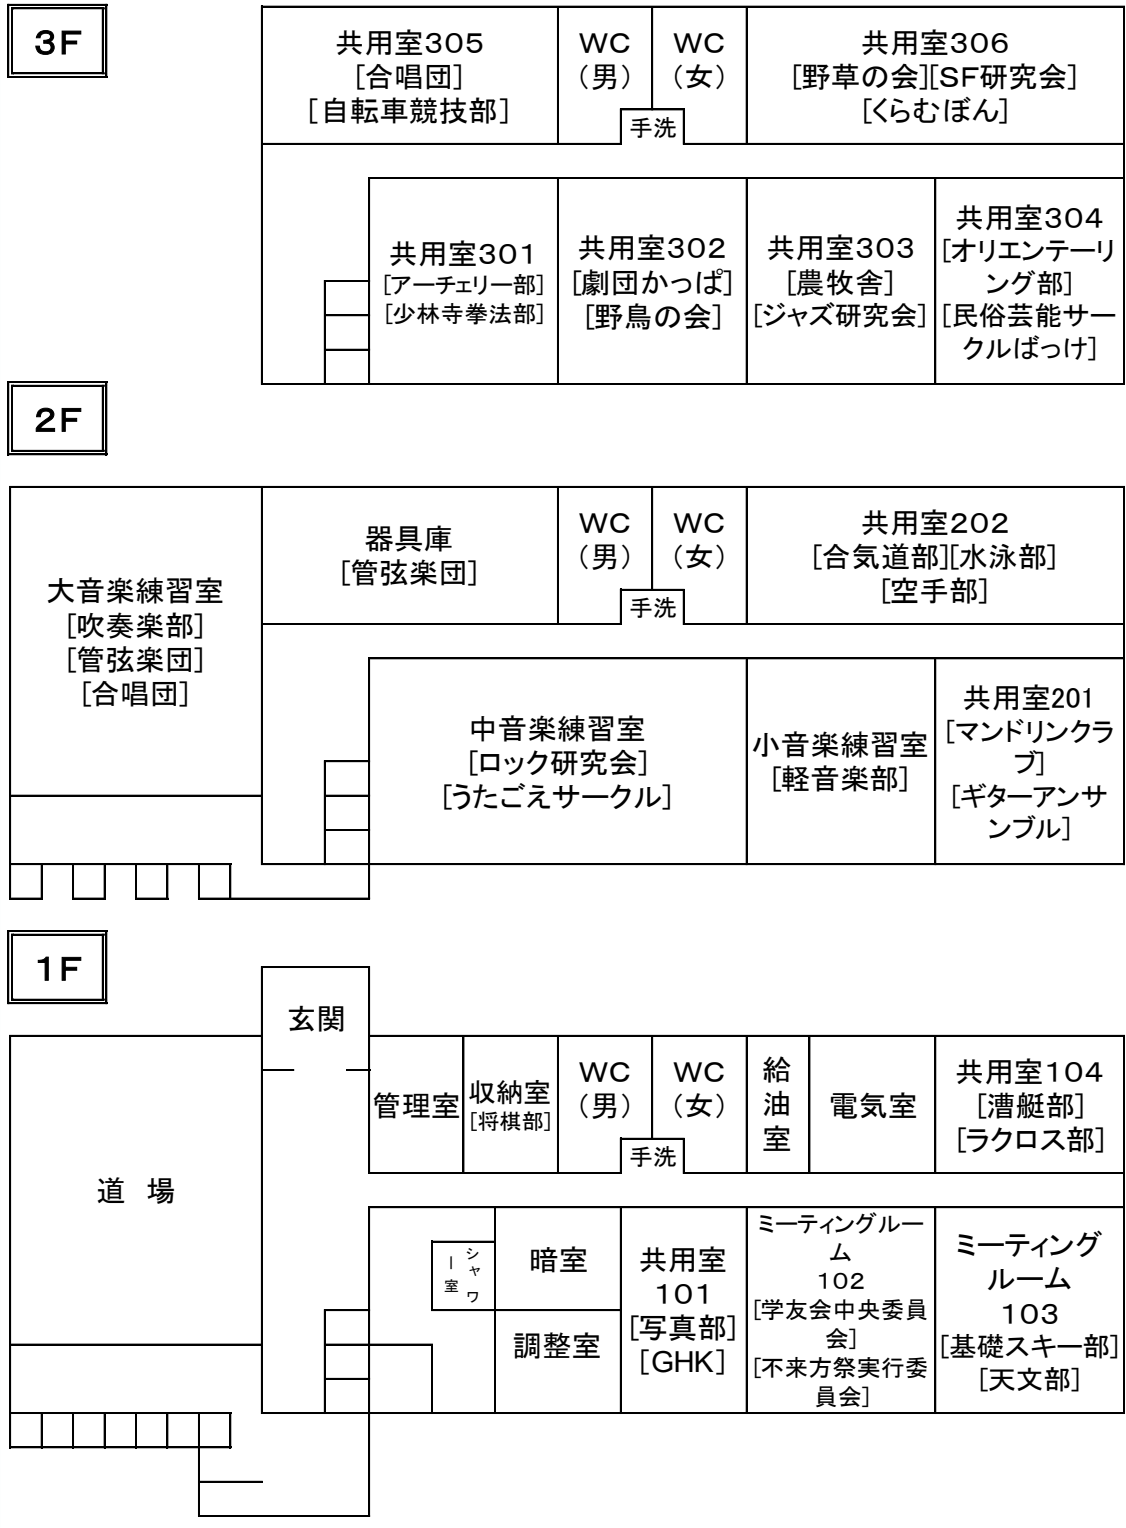 3F
共用室305
[合唱団]
[自転車競技部]
WC
(男)
WC
(女)
手洗
共用室306
[野草の会][SF研究会]
[くらむぼん]
共用室301
[アーチェリー部]
[少林寺拳法部]
共用室302
[劇団かっぱ]
[野鳥の会]
共用室303
[農牧舎]
[ジャズ研究会]
共用室304
[オリエンテーリ
ング部]
[民俗芸能サー
クルばっけ]
2F
大音楽練習室
[吹奏楽部]
[管弦楽団]
[合唱団]
器具庫
[管弦楽団]
WC
(男)
WC
(女)
手洗
共用室202
[合気道部][水泳部]
[空手部]
中音楽練習室
[ロック研究会]
[うたごえサークル]
小音楽練習室
[軽音楽部]
共用室201
[マンドリンクラ
ブ]
[ギターアンサ
ンブル]
1F
玄関
道 場
管理室
収納室
[将棋部]
WC
(男)
WC
(女)
手洗
給
油
室
電気室
共用室104
[漕艇部]
[ラクロス部]
シャワ
ー室
暗室
調整室
共用室
101
[写真部]
[GHK]
ミーティングルー
ム
102
[学友会中央委員
会]
[不来方祭実行委
員会]
ミーティング
ルーム
103
[基礎スキー部]
[天文部]